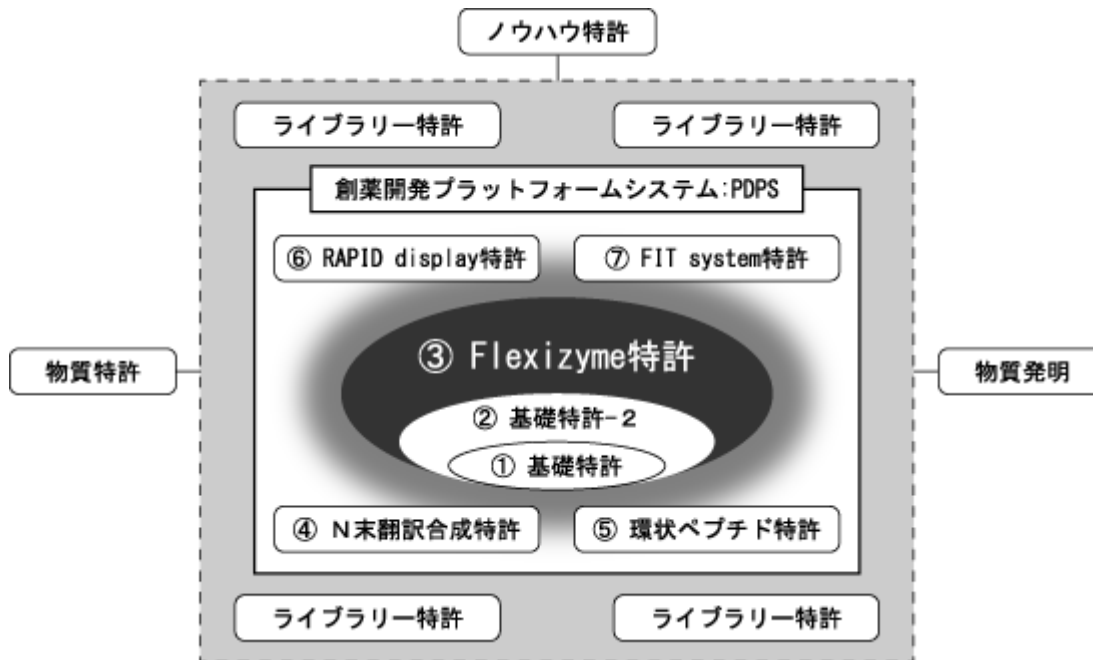 ノウハウ特許
ライブラリー特許
ライブラリー特許
創薬開発プラットフォームシステム:PDPS
⑥ RAPID display特許
⑦ FIT system特許
③ Flexizyme特許
物質特許
物質発明
② 基礎特許-２
① 基礎特許
④ Ｎ末翻訳合成特許
⑤ 環状ペプチド特許
ライブラリー特許
ライブラリー特許